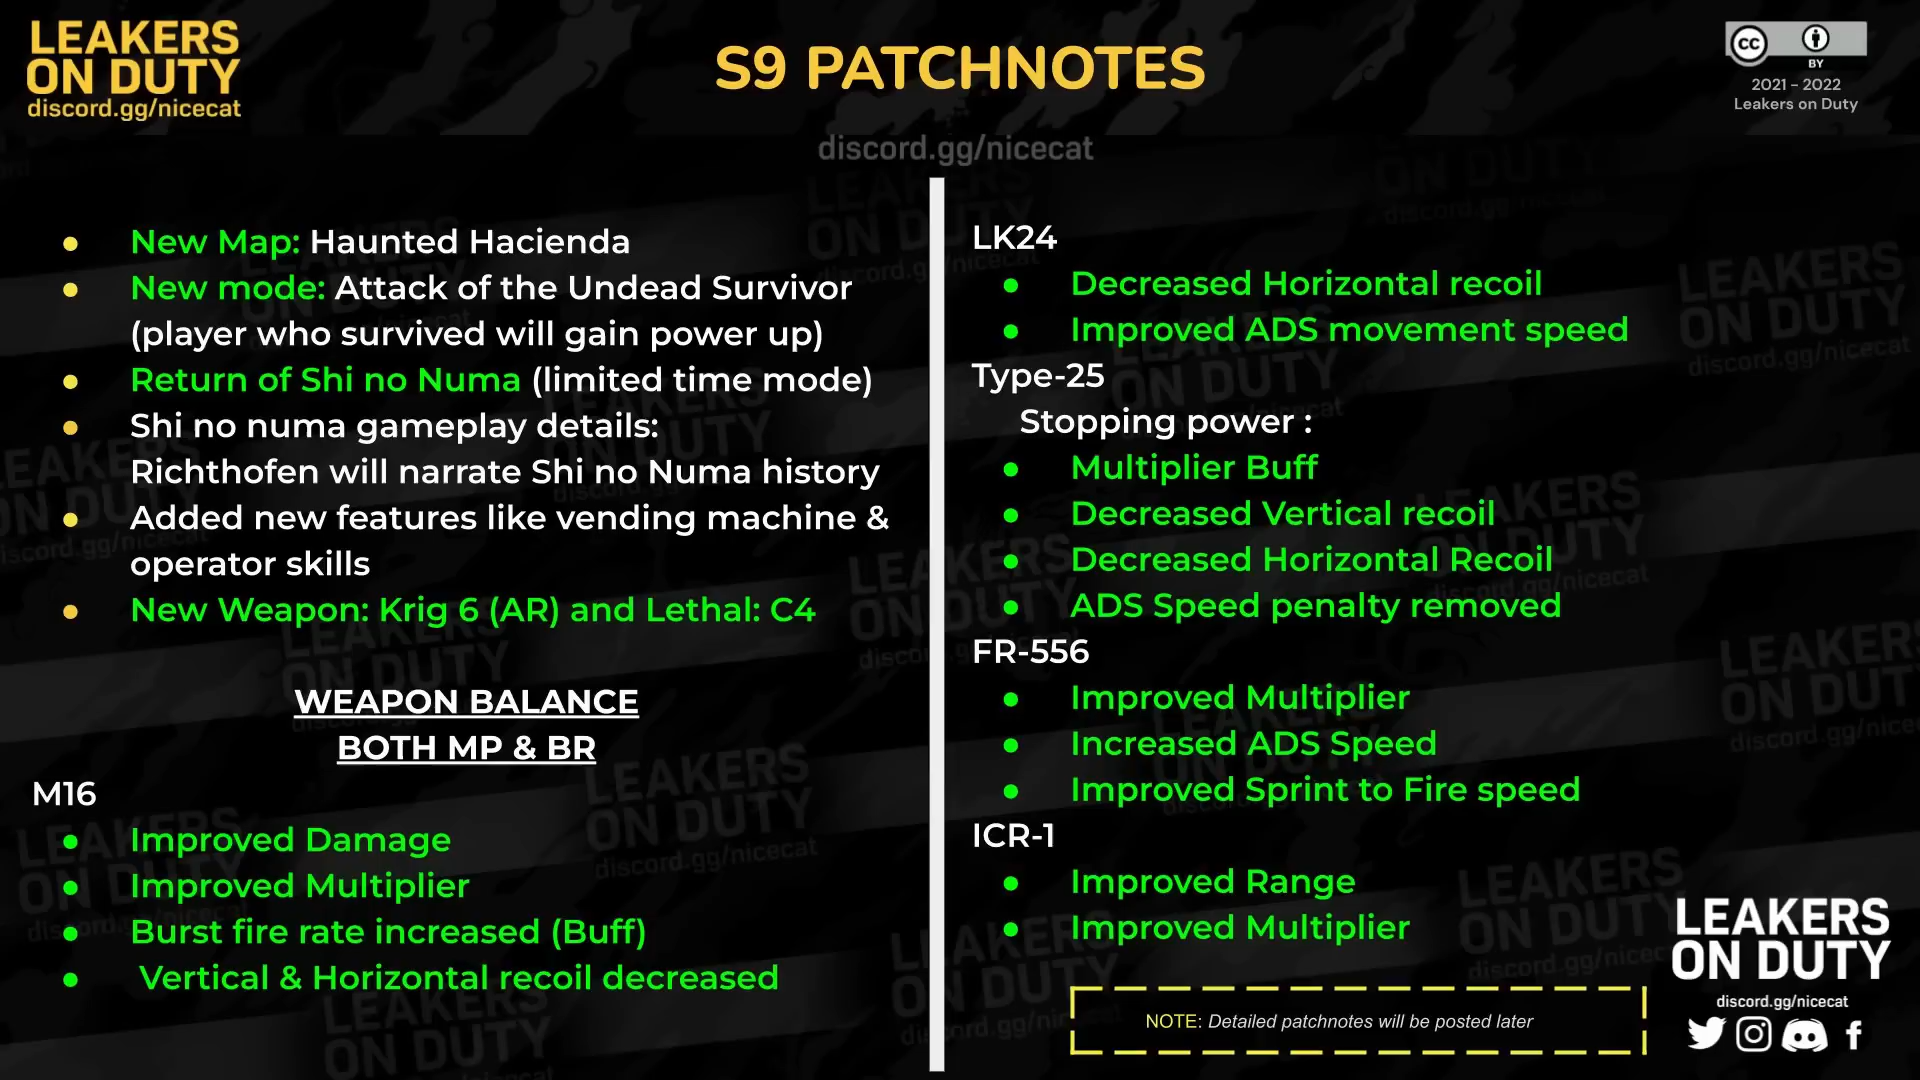 LEAKERS
ON DUTY
discord.gg/nicecat
S9 PATCHNOTES
cc
BY
2021 - 2022
Leakers on Duty
discord.gg/nicecat
New Map: Haunted Hacienda
New mode: Attack of the Undead Survivor
(player who survived will gain power up)
Return of Shi no Numa (limited time mode)
Shi no numa gameplay details:
Richthofen will narrate Shi no Numa history
Added new features like vending machine &
operator skills
New Weapon: Krig 6 (AR) and Lethal: C4
WEAPON BALANCE
BOTH MP & BR
M16
Improved Damage
Improved Multiplier
Burst fire rate increased (Buff)
Vertical & Horizontal recoil decreased
LK24
Decreased Horizontal recoil
Improved ADS movement speed
Type-25
Stopping power :
Multiplier Buff
Decreased Vertical recoil
Decreased Horizontal Recoil
ADS Speed penalty removed
FR-556
Improved Multiplier
Increased ADS Speed
Improved Sprint to Fire speed
ICR-1
Improved Range
Improved Multiplier
NOTE: Detailed patchnotes will be posted later
LEAKERS
ON DUTY
discord.gg/nicecat